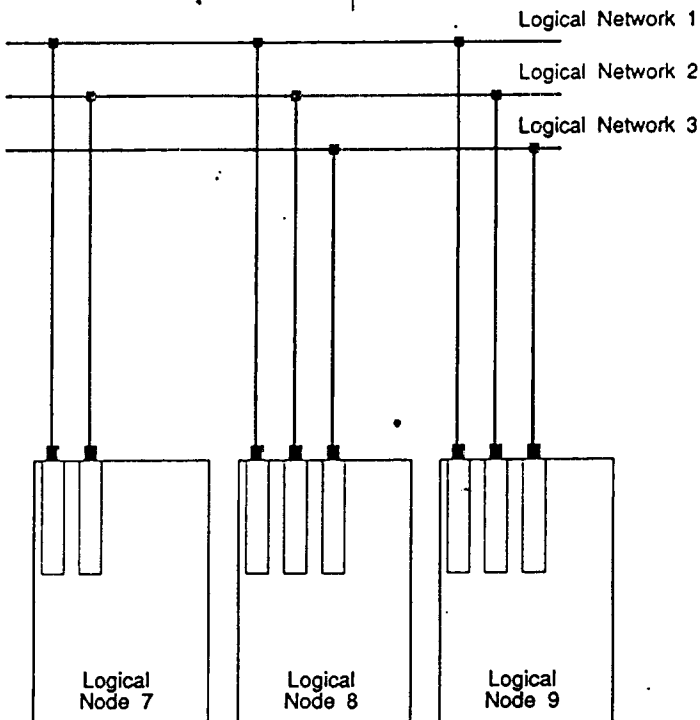 Logical Network 1
Logical Network 2
Logical Network 3
Logical
Node 7
Logical
Node 8
Logical
Node 9